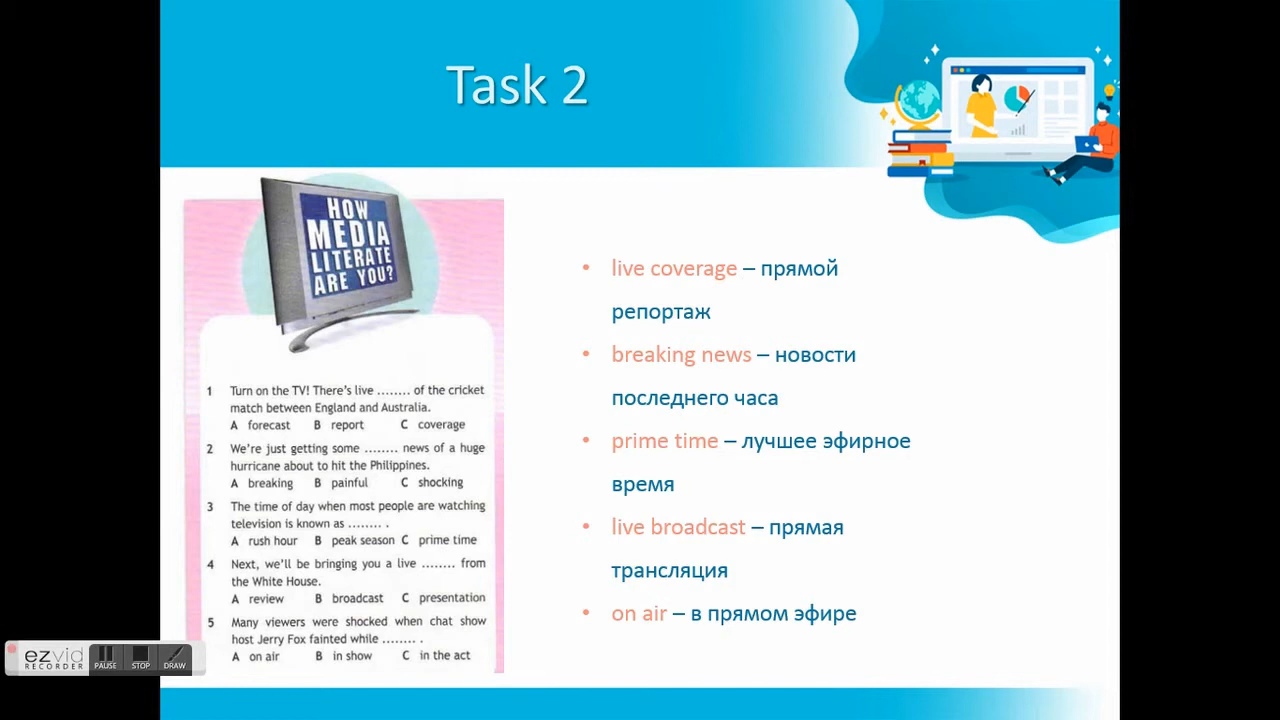 Task 2
HOW
MEDIA
LITERATE
ARE YOU?
1 Turn on the TV! There's live ........ of the cricket
match between England and Australia.
A forecast B report C coverage
2 We're just getting some ........ news of a huge
hurricane about to hit the Philippines.
A breaking B painful C shocking
3 The time of day when most people are watching
television is known as ........ .
A rush hour B peak season C prime time
4 Next, we'll be bringing you a live ........ from
the White House.
A review B broadcast C presentation
5 Many viewers were shocked when chat show
host Jerry Fox fainted while ........ .
A on air B in show C in the act
• live coverage – прямой
репортаж
• breaking news – новости
последнего часа
• prime time – лучшее эфирное
время
• live broadcast – прямая
трансляция
• on air – в прямом эфире
ezvid
RECORDER
PAUSE STOP DRAW